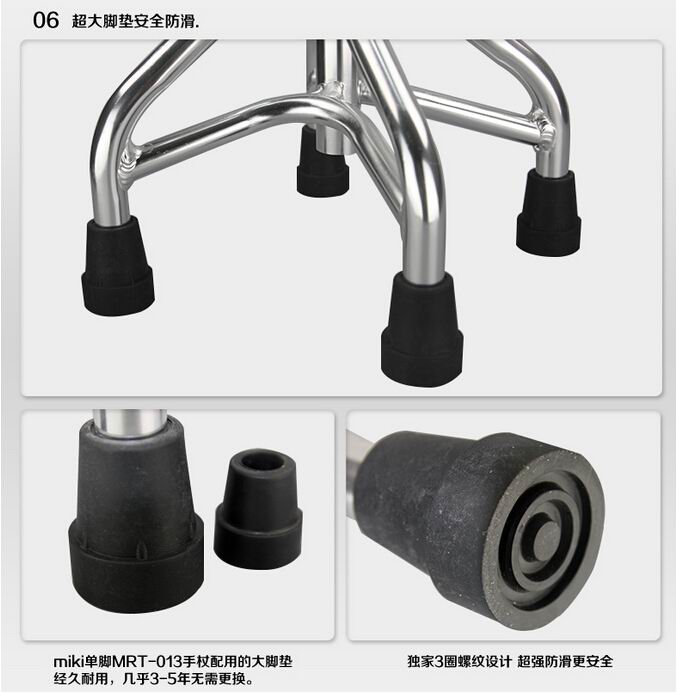 06 超大脚垫安全防滑.
miki单脚MRT-013手杖配用的大脚垫
经久耐用，几乎3-5年无需更换。
独家3圈螺纹设计 超强防滑更安全